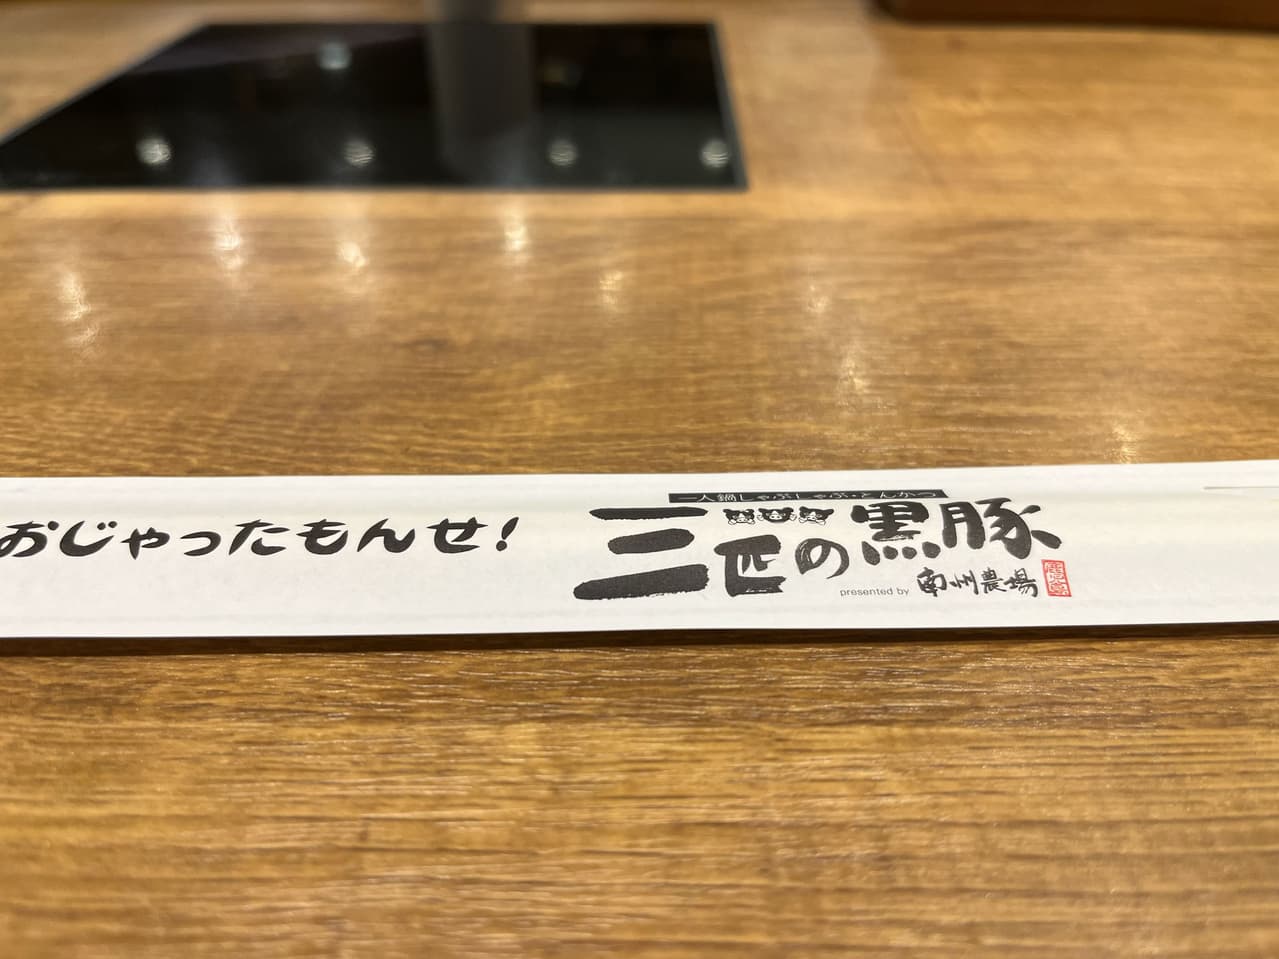 おじゃったもんせ!
一人鍋しゃぶしゃぶ・とんかつ
三匹の黒豚
presented by 南州農場